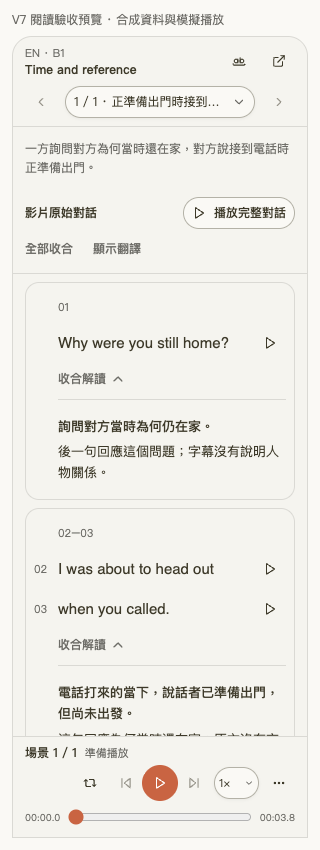 V7 閱讀驗收預覽・合成資料與模擬播放
EN · B1
Time and reference
1 / 1 · 正準備出門時接到...
一方詢問對方為何當時還在家，對方說接到電話時
正準備出門。
影片原始對話
播放完整對話
全部收合 顯示翻譯
01
Why were you still home?
收合解讀
詢問對方當時為何仍在家。
後一句回應這個問題；字幕沒有說明人
物關係。
02–03
02 I was about to head out
03 when you called.
收合解讀
電話打來的當下，說話者已準備出門，
但尚未出發。
場景 1 / 1 準備播放
1x
00:00.0 00:03.8